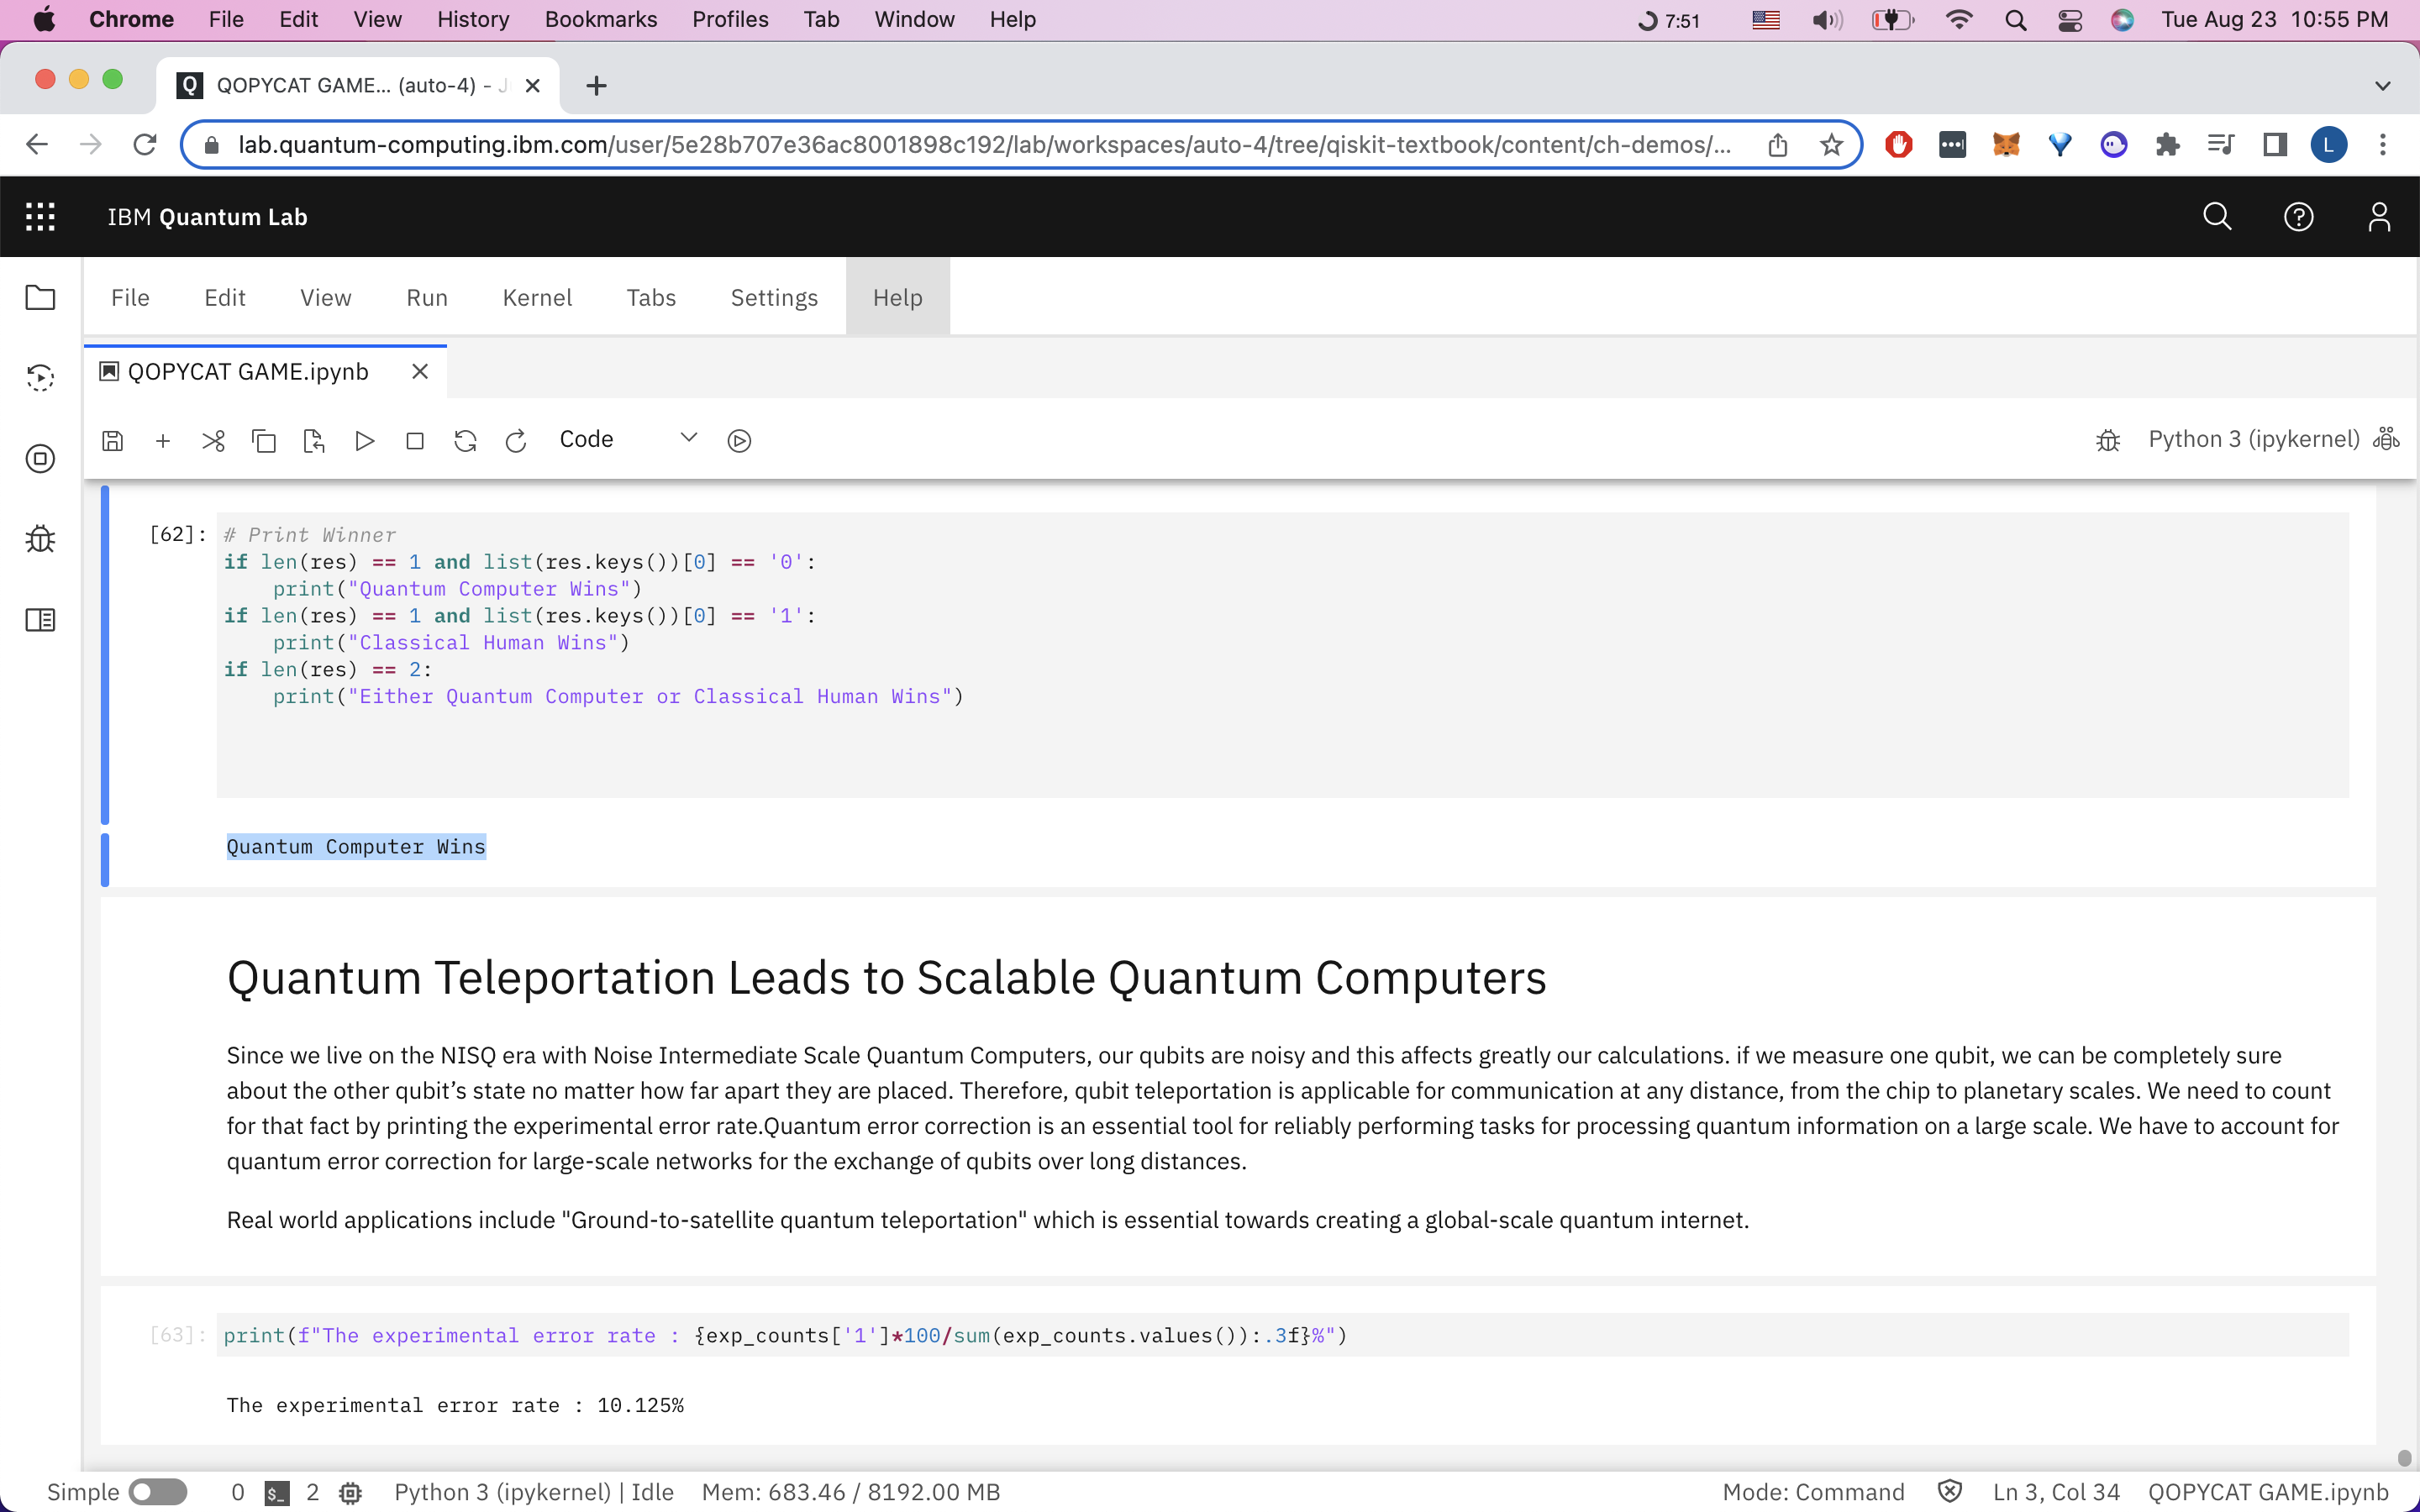 Chrome File Edit View History Bookmarks Profiles Tab Window Help 7:51 Tue Aug 23 10:55 PM
Q QOPYCAT GAME... (auto-4) - J
lab.quantum-computing.ibm.com/user/5e28b707e36ac8001898c192/lab/workspaces/auto-4/tree/qiskit-textbook/content/ch-demos/... L
IBM Quantum Lab
File Edit View Run Kernel Tabs Settings Help
QOPYCAT GAME.ipynb
Code Python 3 (ipykernel)
[62]: # Print Winner
if len(res) == 1 and list(res.keys())[0] == '0':
    print("Quantum Computer Wins")
if len(res) == 1 and list(res.keys())[0] == '1':
    print("Classical Human Wins")
if len(res) == 2:
    print("Either Quantum Computer or Classical Human Wins")
Quantum Computer Wins
Quantum Teleportation Leads to Scalable Quantum Computers
Since we live on the NISQ era with Noise Intermediate Scale Quantum Computers, our qubits are noisy and this affects greatly our calculations. if we measure one qubit, we can be completely sure
about the other qubit’s state no matter how far apart they are placed. Therefore, qubit teleportation is applicable for communication at any distance, from the chip to planetary scales. We need to count
for that fact by printing the experimental error rate.Quantum error correction is an essential tool for reliably performing tasks for processing quantum information on a large scale. We have to account for
quantum error correction for large-scale networks for the exchange of qubits over long distances.
Real world applications include "Ground-to-satellite quantum teleportation" which is essential towards creating a global-scale quantum internet.
[63]: print(f"The experimental error rate : {exp_counts['1']*100/sum(exp_counts.values()):.3f}%")
The experimental error rate : 10.125%
Simple 0 $_ 2 Python 3 (ipykernel) | Idle Mem: 683.46 / 8192.00 MB Mode: Command Ln 3, Col 34 QOPYCAT GAME.ipynb